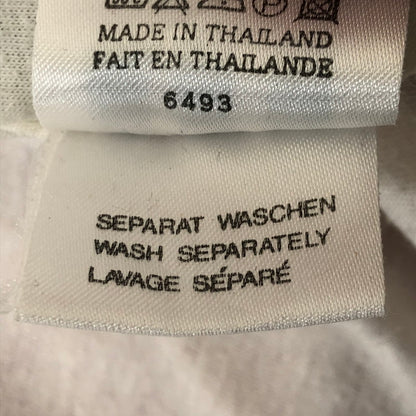 MADE IN THAILAND
FAIT EN THAILANDE
6493
SEPARAT WASCHEN
WASH SEPARATELY
LAVAGE SÉPARÉ